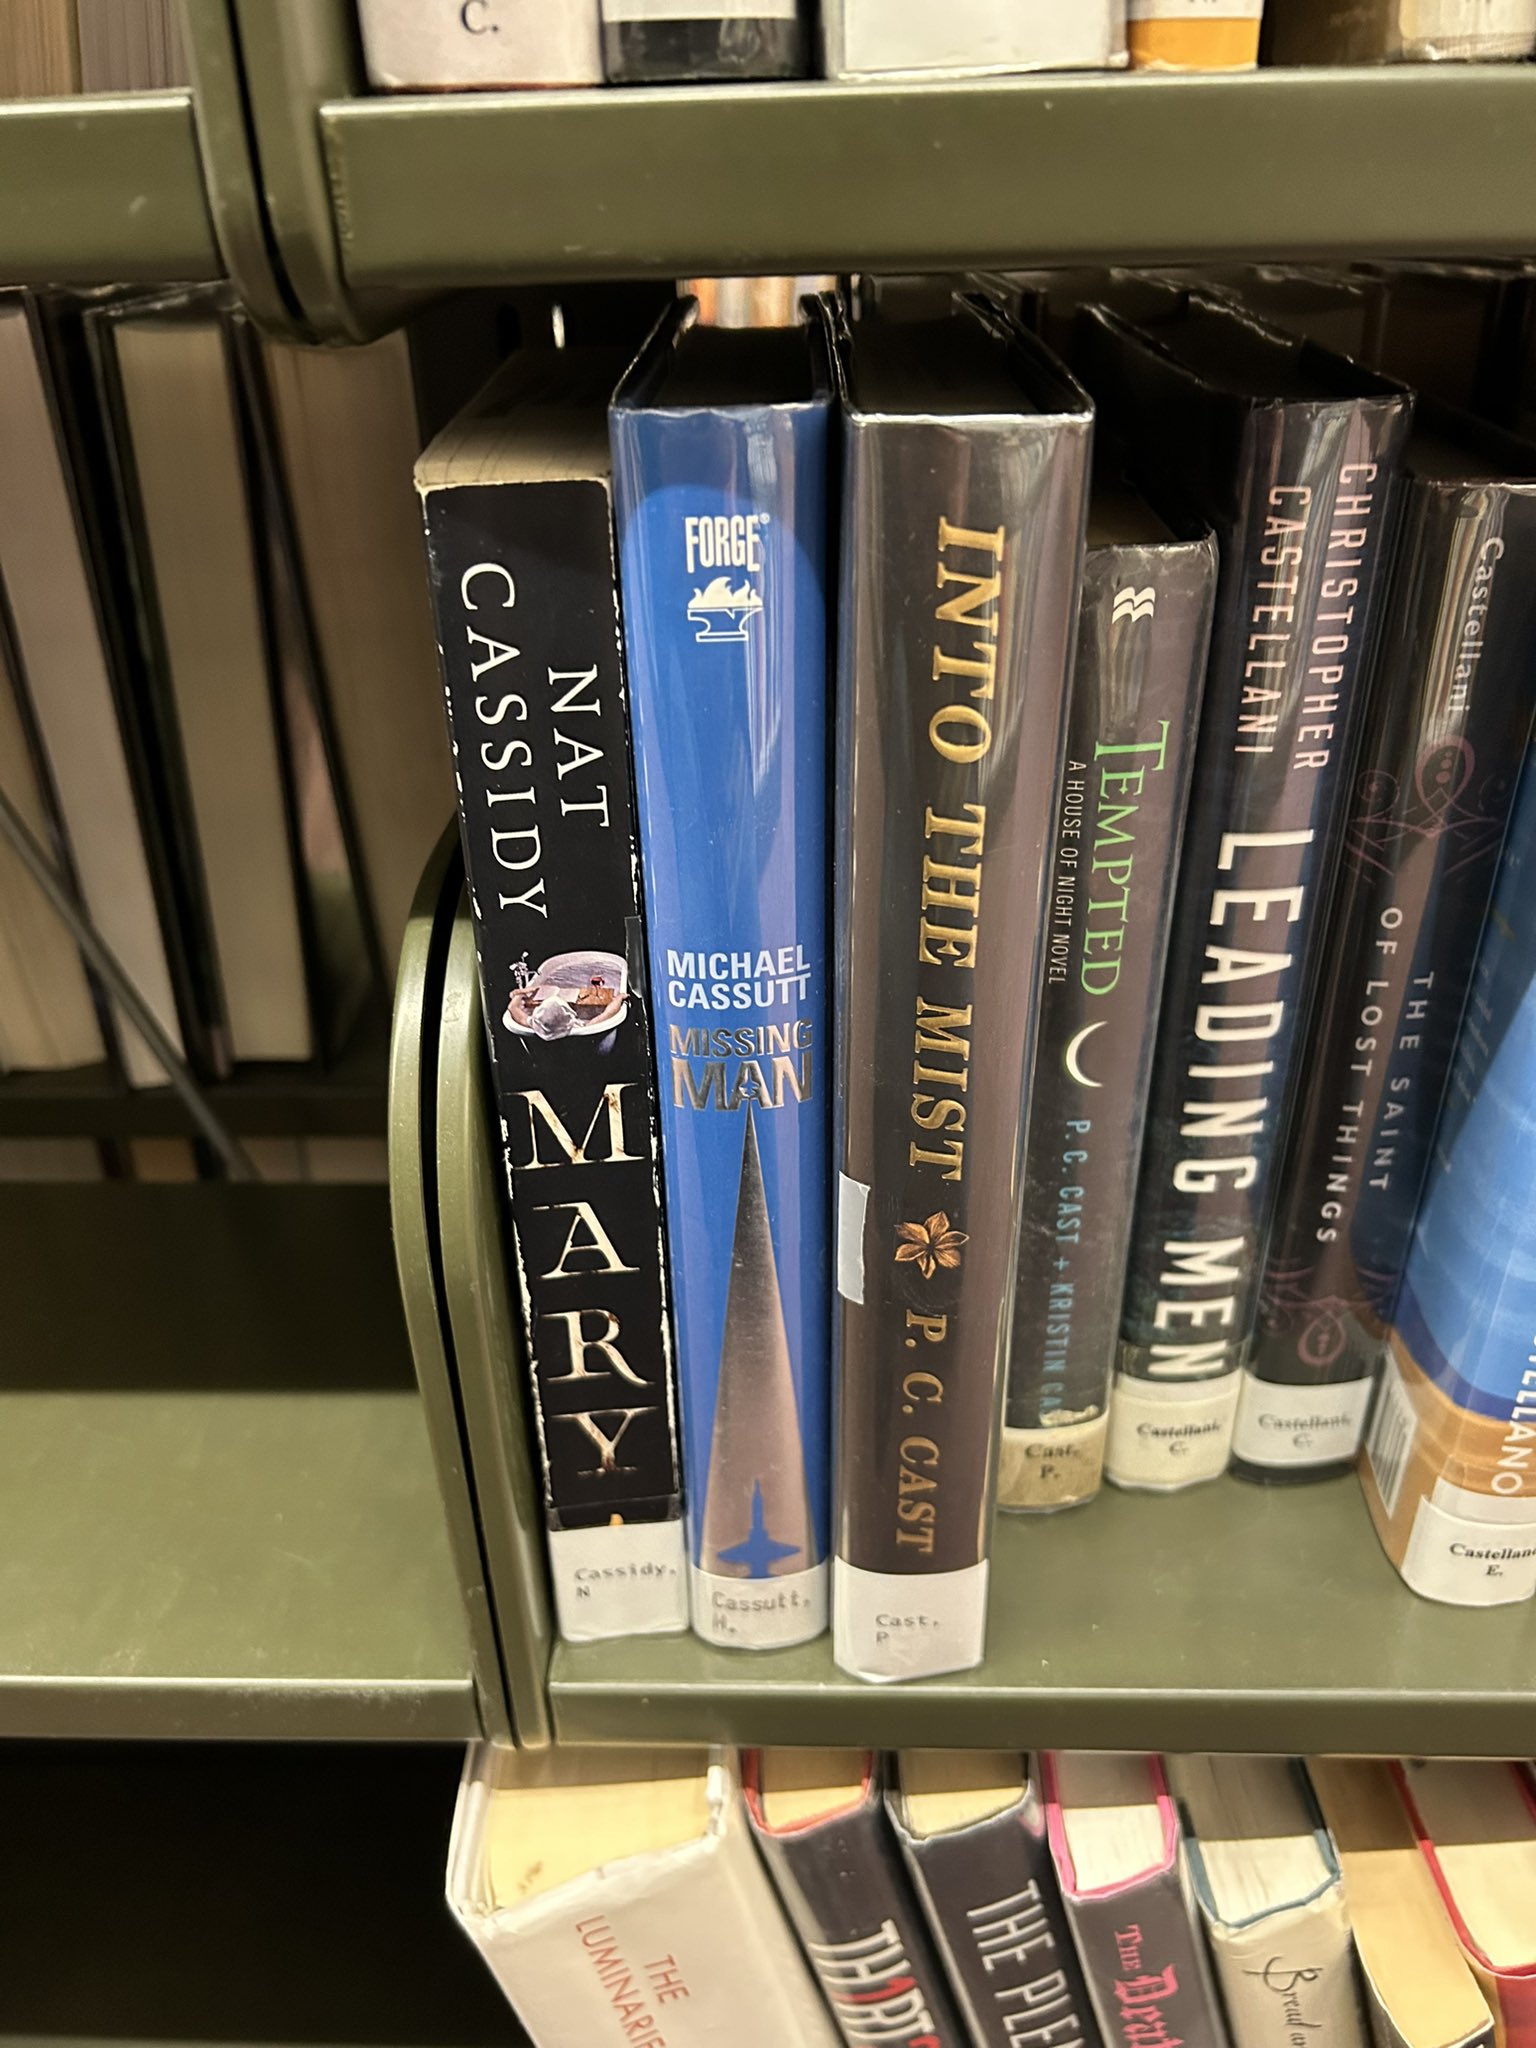 C.
NAT
CASSIDY
MARY
Cassidy,
N
FORGE®
MICHAEL
CASSUTT
MISSING
MAN
Cassutt,
M.
INTO THE MIST
P. C. CAST
Cast,
P
TEMPTED
A HOUSE OF NIGHT NOVEL
P. C. CAST + KRISTIN
Cast,
P.
CHRISTOPHER
CASTELLANI
LEADING MEN
Castellani,
C.
Castellani
THE SAINT
OF LOST THINGS
Castellani,
C.
E.
THE
LUMINARIE
THE
THE
Bread